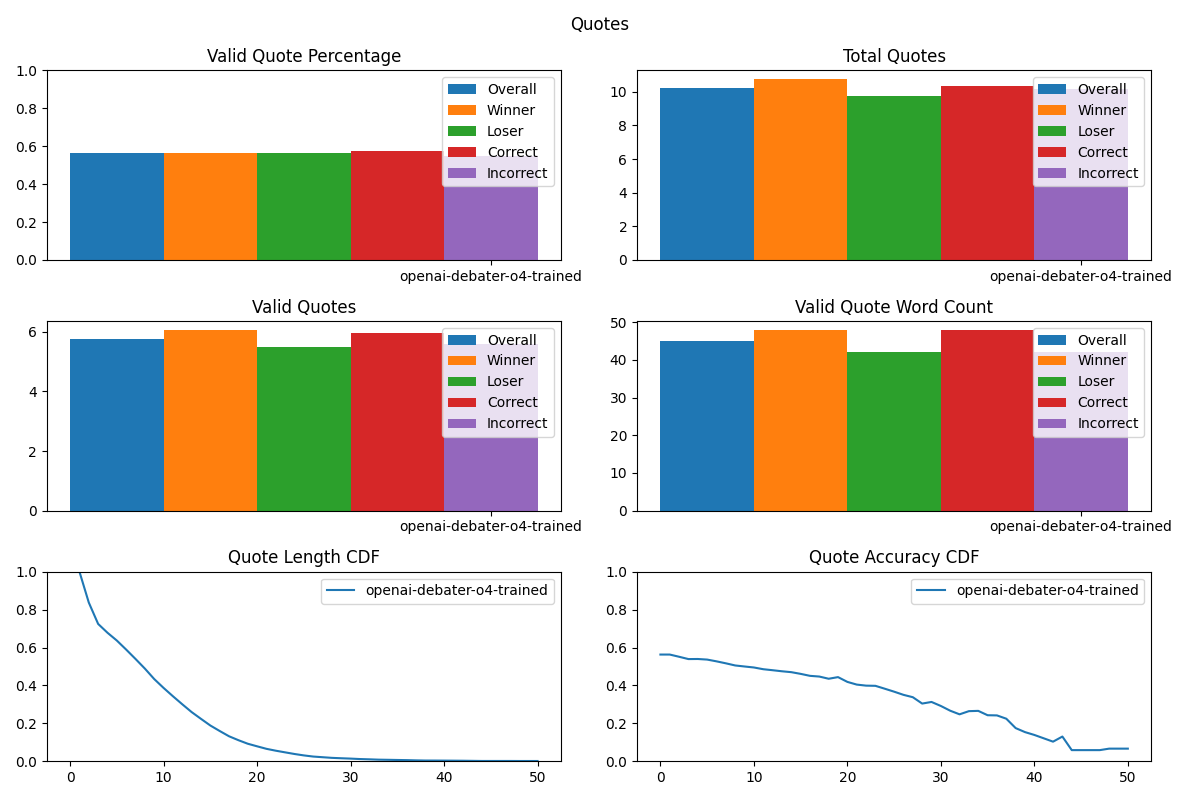 Quotes
Valid Quote Percentage
1.0
0.8
0.6
0.4
0.2
0.0
Overall
Winner
Loser
Correct
Incorrect
openai-debater-o4-trained
Total Quotes
10
8
6
4
2
0
Overall
Winner
Loser
Correct
Incorrect
openai-debater-o4-trained
Valid Quotes
6
4
2
0
Overall
Winner
Loser
Correct
Incorrect
openai-debater-o4-trained
Valid Quote Word Count
50
40
30
20
10
0
Overall
Winner
Loser
Correct
Incorrect
openai-debater-o4-trained
Quote Length CDF
1.0
0.8
0.6
0.4
0.2
0.0
openai-debater-o4-trained
0 10 20 30 40 50
Quote Accuracy CDF
1.0
0.8
0.6
0.4
0.2
0.0
openai-debater-o4-trained
0 10 20 30 40 50